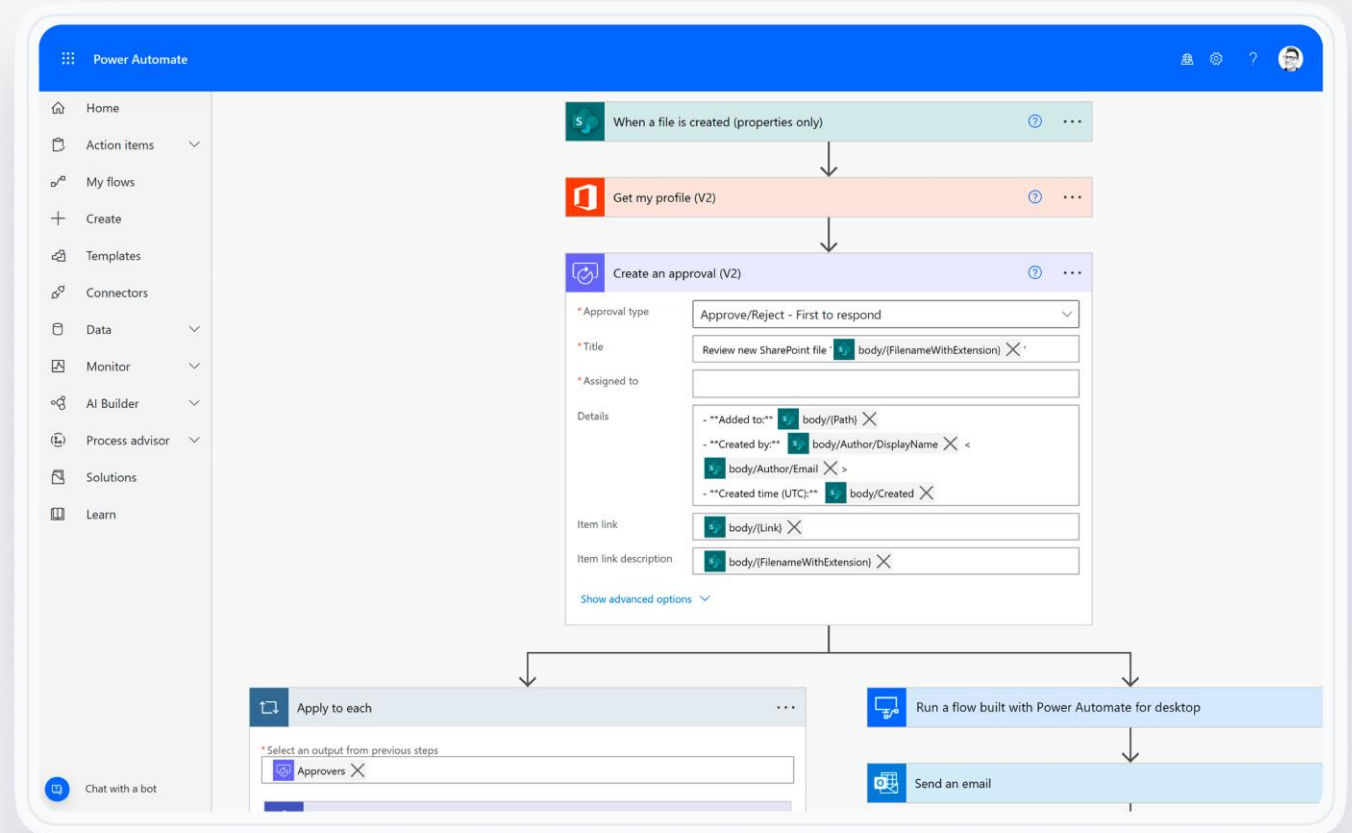 Power Automate
?
Home
Action items
My flows
Create
Templates
Connectors
Data
Monitor
AI Builder
Process advisor
Solutions
Learn
Chat with a bot
S When a file is created (properties only) ? ...
Get my profile (V2) ? ...
Create an approval (V2) ? ...
*Approval type Approve/Reject - First to respond
*Title Review new SharePoint file ' body/{FilenameWithExtension} '
*Assigned to
Details - **Added to:** body/{Path}
- **Created by:** body/Author/DisplayName <
body/Author/Email >
- **Created time (UTC):** body/Created
Item link body/{Link}
Item link description body/{FilenameWithExtension}
Show advanced options
Apply to each ...
*Select an output from previous steps
Approvers
Run a flow built with Power Automate for desktop
Send an email